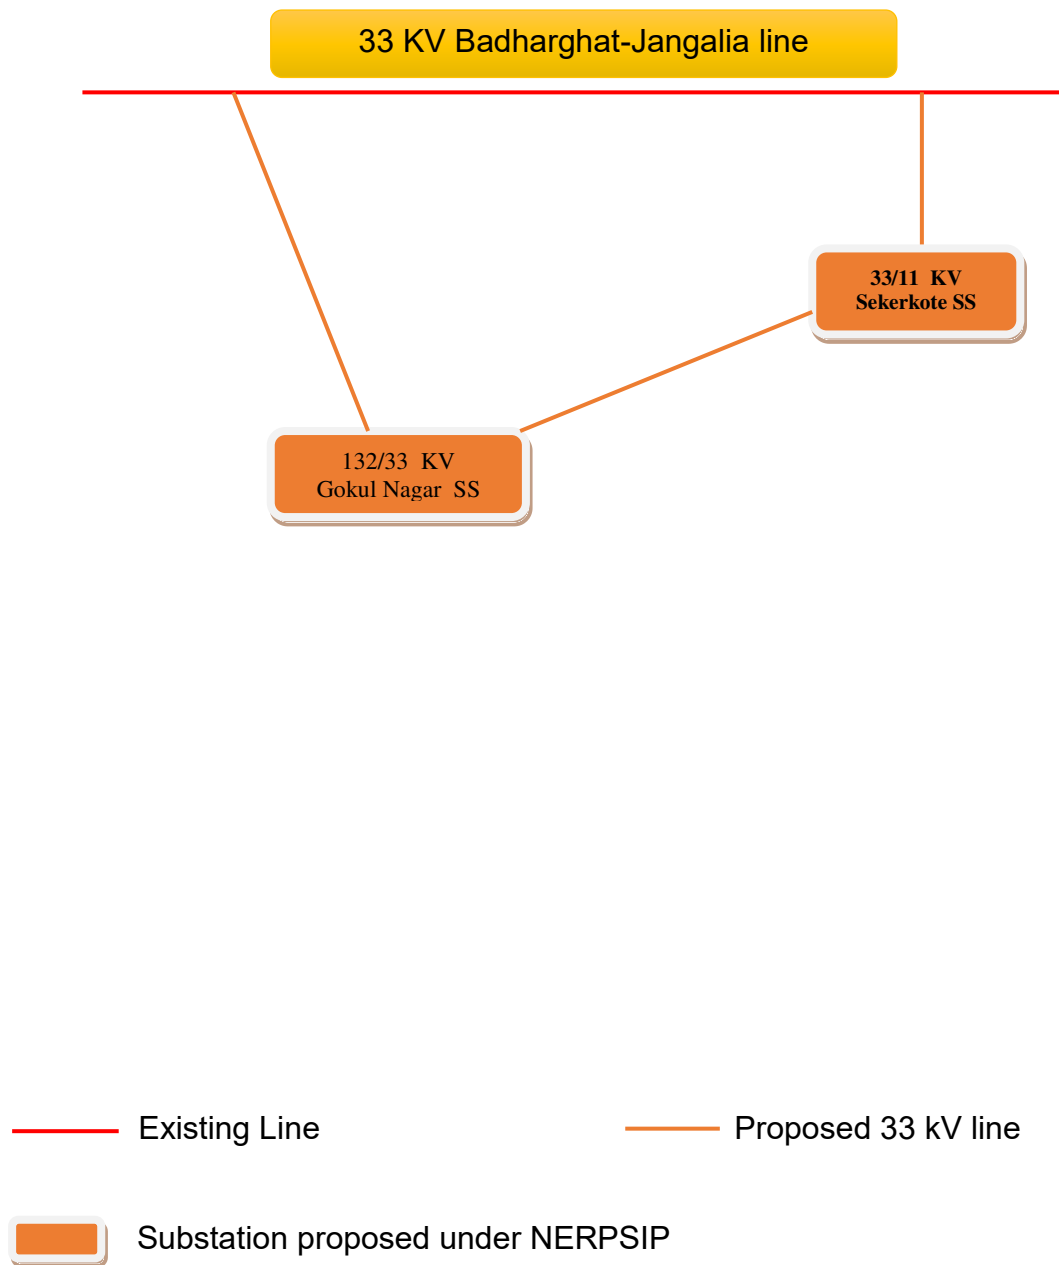 33 KV Badharghat-Jangalia line
33/11 KV
Sekerkote SS
132/33 KV
Gokul Nagar SS
Existing Line
Proposed 33 kV line
Substation proposed under NERPSIP